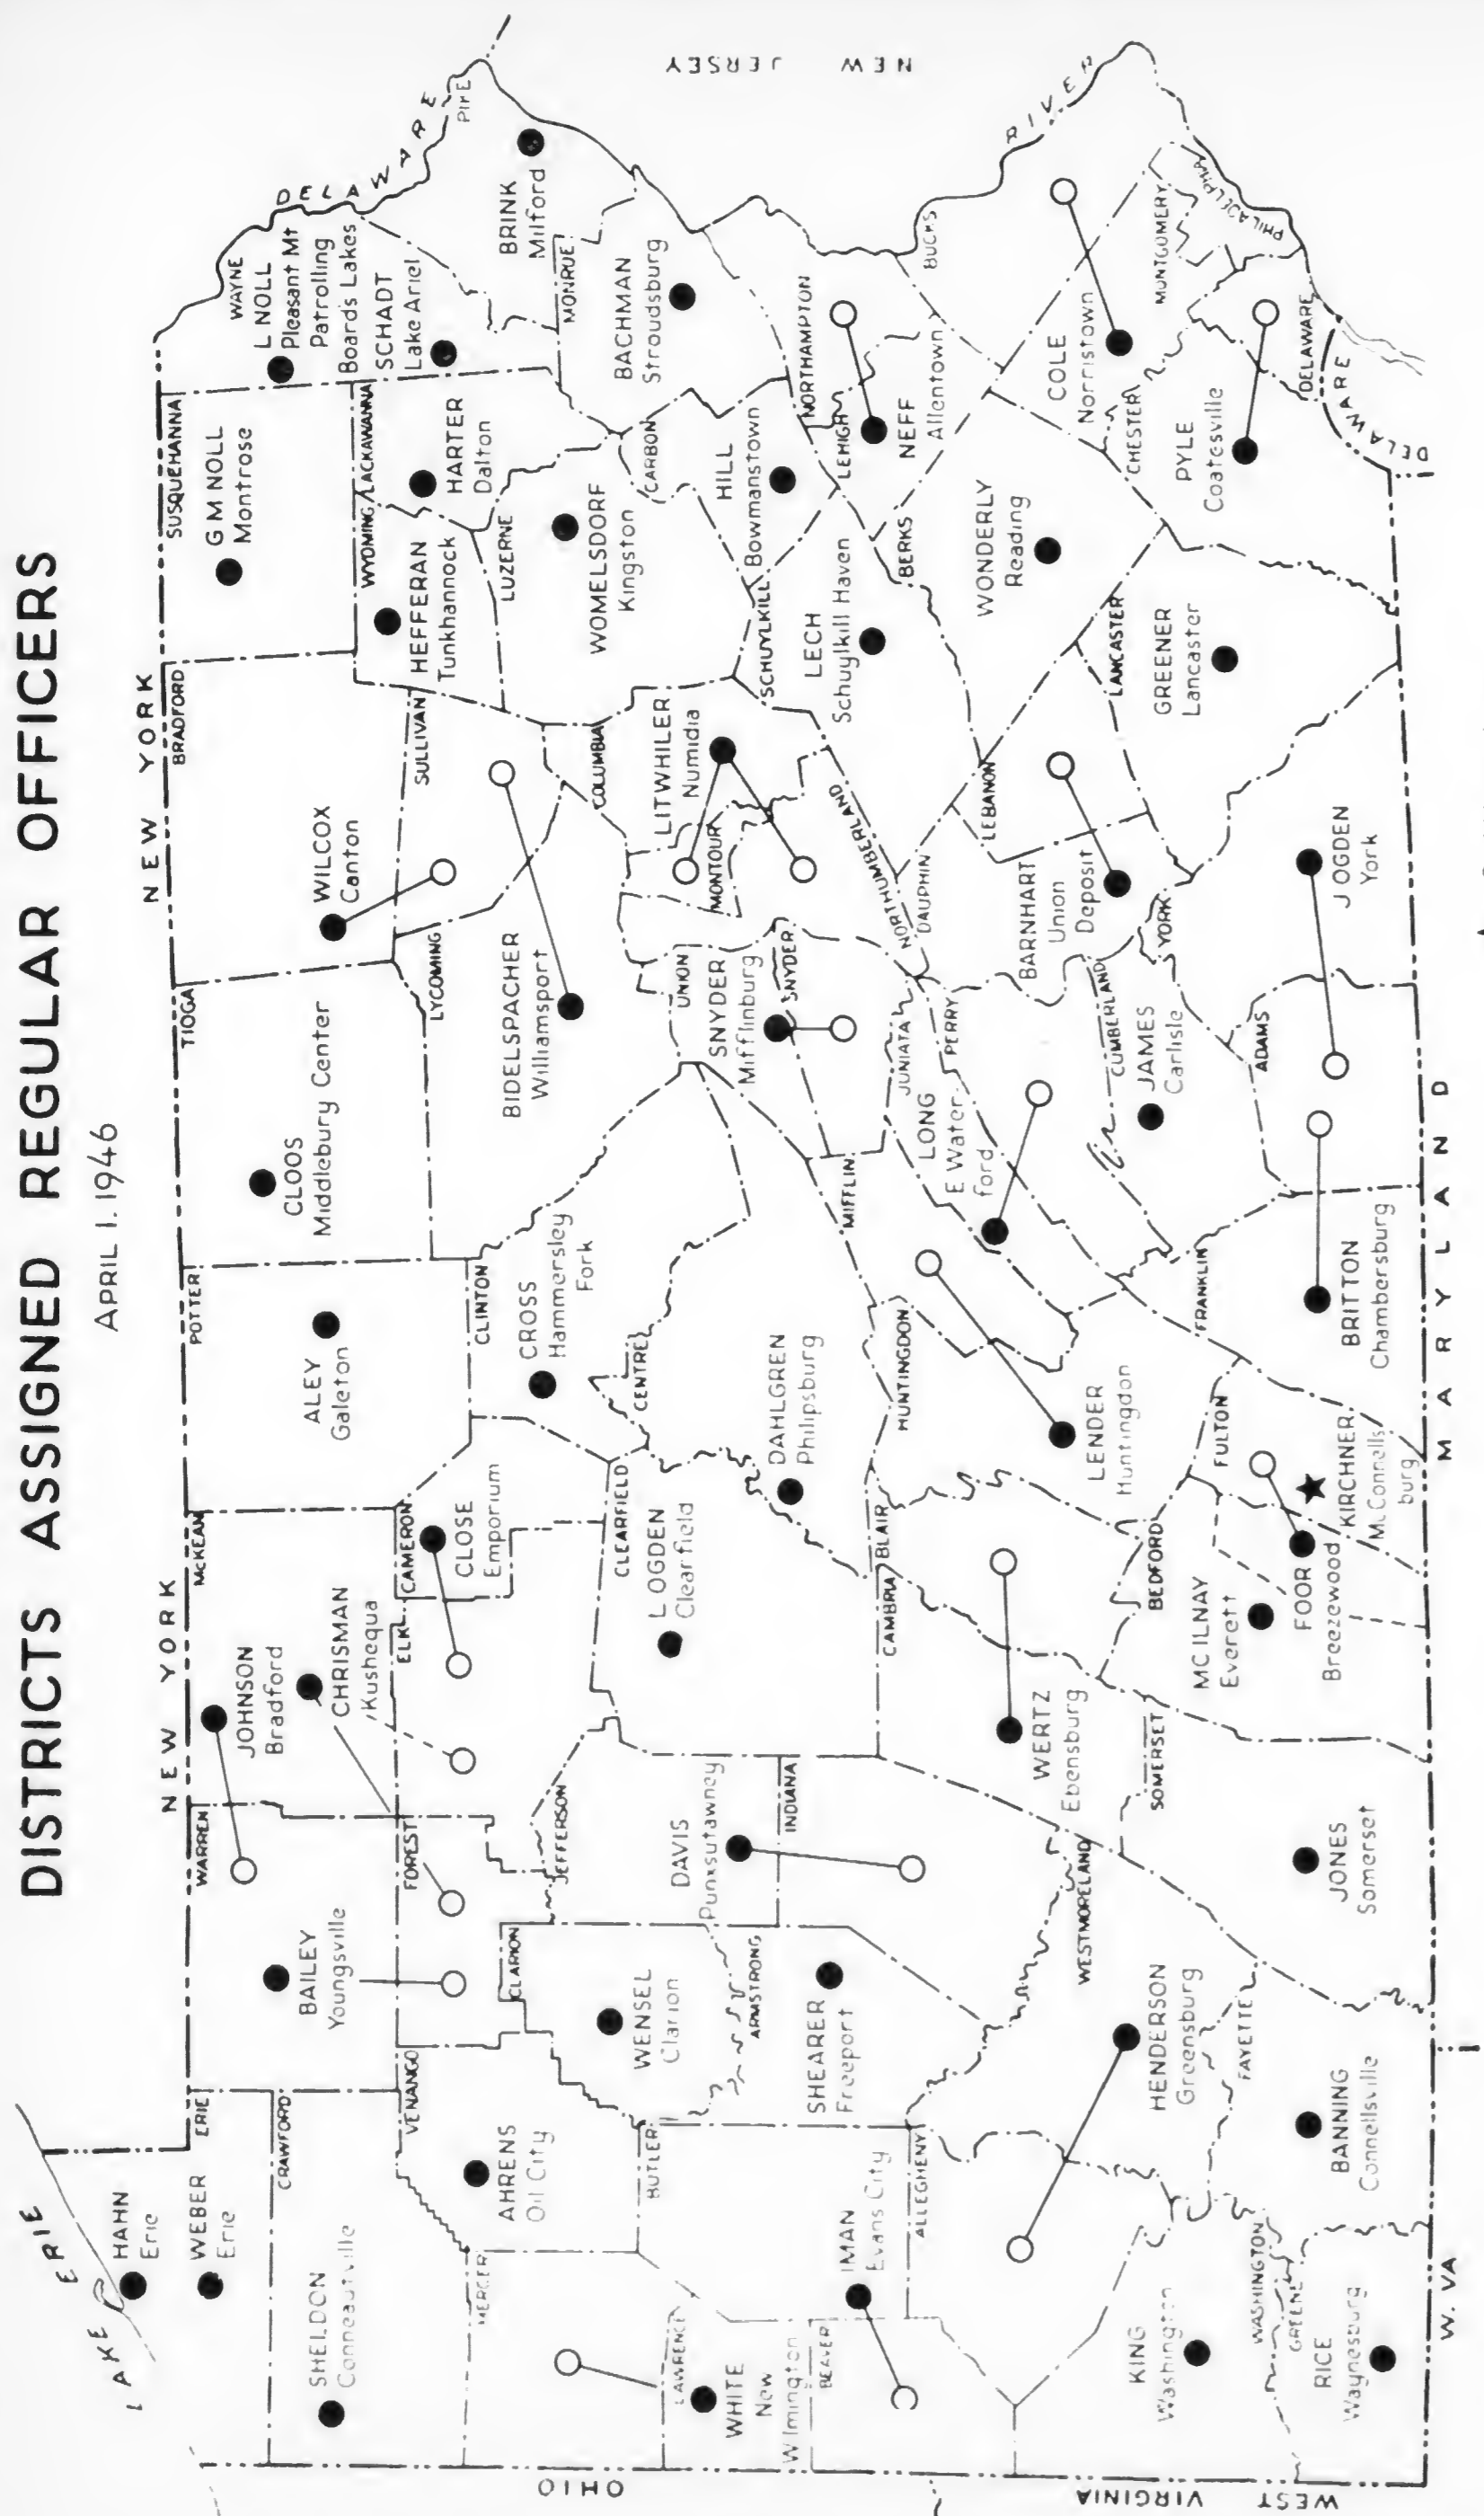 DISTRICTS ASSIGNED REGULAR OFFICERS
APRIL 1. 1946
LAKE ERIE
NEW YORK
NEW YORK
NEW JERSEY
DELAWARE
RIVER
DELAWARE
MARYLAND
W. VA
WEST VIRGINIA
OHIO
HAHN
Erie
WEBER
Erie
ERIE
CRAWFORD
SHELDON
Conneautville
WARREN
BAILEY
Youngsville
FOREST
VENANGO
AHRENS
Oil City
MERCER
LAWRENCE
WHITE
New
Wilmington
BEAVER
BUTLER
IMAN
Evans City
ALLEGHENY
KING
Washington
WASHINGTON
GREENE
RICE
Waynesburg
CLARION
WENSEL
Clarion
ARMSTRONG
SHEARER
Freeport
WESTMORELAND
HENDERSON
Greensburg
FAYETTE
BANNING
Connellsville
McKEAN
JOHNSON
Bradford
CHRISMAN
Kushequa
ELK
CAMERON
CLOSE
Emporium
JEFFERSON
DAVIS
Punxsutawney
INDIANA
CLEARFIELD
L OGDEN
Clearfield
CAMBRIA
BLAIR
WERTZ
Ebensburg
SOMERSET
JONES
Somerset
BEDFORD
MC ILNAY
Everett
FOOR
Breezewood
FULTON
KIRCHNER
McConnells
burg
POTTER
ALEY
Galeton
CLINTON
CROSS
Hammersley
Fork
CENTRE
DAHLGREN
Philipsburg
HUNTINGDON
LENDER
Huntingdon
FRANKLIN
BRITTON
Chambersburg
TIOGA
CLOOS
Middlebury Center
LYCOMING
BIDELSPACHER
Williamsport
UNION
SNYDER
Mifflinburg
SNYDER
MIFFLIN
JUNIATA
LONG
E Water
ford
PERRY
CUMBERLAND
JAMES
Carlisle
ADAMS
BRADFORD
WILCOX
Canton
SULLIVAN
COLUMBIA
LITWHILER
Numidia
MONTOUR
NORTHUMBERLAND
NORTH
DAUPHIN
BARNHART
Union
Deposit
LEBANON
YORK
J OGDEN
York
SUSQUEHANNA
G M NOLL
Montrose
WYOMING
LACKAWANNA
HEFFERAN
Tunkhannock
HARTER
Dalton
LUZERNE
WOMELSDORF
Kingston
CARBON
HILL
Bowmanstown
SCHUYLKILL
LECH
Schuylkill Haven
BERKS
WONDERLY
Reading
LANCASTER
GREENER
Lancaster
WAYNE
L NOLL
Pleasant Mt
Patrolling
Boards Lakes
SCHADT
Lake Ariel
PIKE
BRINK
Milford
MONROE
BACHMAN
Stroudsburg
NORTHAMPTON
LEHIGH
NEFF
Allentown
BUCKS
MONTGOMERY
COLE
Norristown
PHILADELPHIA
CHESTER
PYLE
Coatesville
DELAWARE